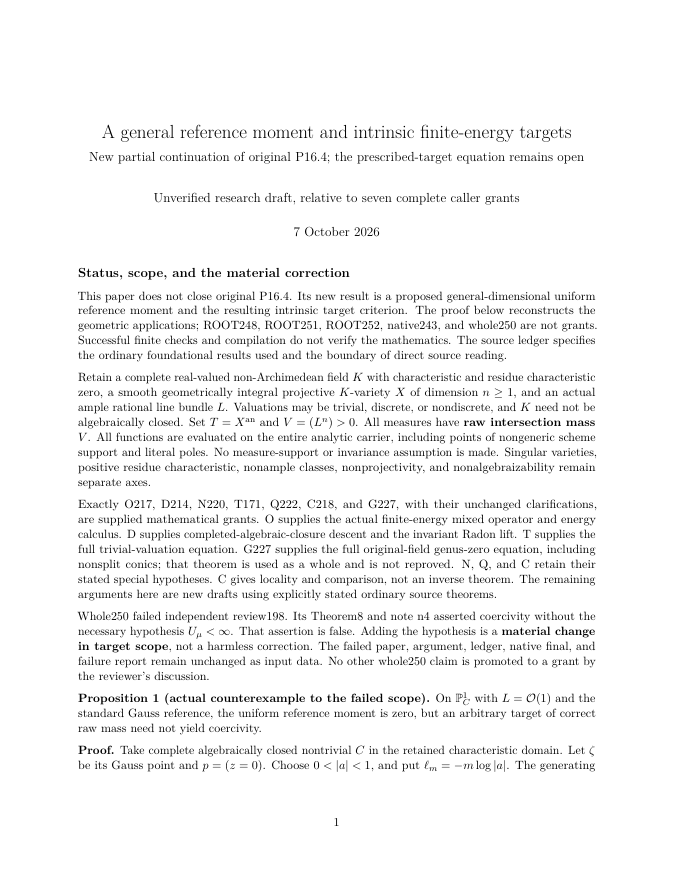 A general reference moment and intrinsic finite-energy targets
New partial continuation of original P16.4; the prescribed-target equation remains open
Unverified research draft, relative to seven complete caller grants
7 October 2026
Status, scope, and the material correction
This paper does not close original P16.4. Its new result is a proposed general-dimensional uniform
reference moment and the resulting intrinsic target criterion. The proof below reconstructs the
geometric applications; ROOT248, ROOT251, ROOT252, native243, and whole250 are not grants.
Successful finite checks and compilation do not verify the mathematics. The source ledger specifies
the ordinary foundational results used and the boundary of direct source reading.
Retain a complete real-valued non-Archimedean field K with characteristic and residue characteristic
zero, a smooth geometrically integral projective K-variety X of dimension n ≥ 1, and an actual
ample rational line bundle L. Valuations may be trivial, discrete, or nondiscrete, and K need not be
algebraically closed. Set T = Xᵃⁿ and V = (Lⁿ) > 0. All measures have raw intersection mass
V. All functions are evaluated on the entire analytic carrier, including points of nongeneric scheme
support and literal poles. No measure-support or invariance assumption is made. Singular varieties,
positive residue characteristic, nonample classes, nonprojectivity, and nonalgebraizability remain
separate axes.
Exactly O217, D214, N220, T171, Q222, C218, and G227, with their unchanged clarifications,
are supplied mathematical grants. O supplies the actual finite-energy mixed operator and energy
calculus. D supplies completed-algebraic-closure descent and the invariant Radon lift. T supplies the
full trivial-valuation equation. G227 supplies the full original-field genus-zero equation, including
nonsplit conics; that theorem is used as a whole and is not reproved. N, Q, and C retain their
stated special hypotheses. C gives locality and comparison, not an inverse theorem. The remaining
arguments here are new drafts using explicitly stated ordinary source theorems.
Whole250 failed independent review198. Its Theorem8 and note n4 asserted coercivity without the
necessary hypothesis U_μ < ∞. That assertion is false. Adding the hypothesis is a material change
in target scope, not a harmless correction. The failed paper, argument, ledger, native final, and
failure report remain unchanged as input data. No other whole250 claim is promoted to a grant by
the reviewer's discussion.
Proposition 1 (actual counterexample to the failed scope). On ℙ¹_C with L = 𝒪(1) and the
standard Gauss reference, the uniform reference moment is zero, but an arbitrary target of correct
raw mass need not yield coercivity.
Proof. Take complete algebraically closed nontrivial C in the retained characteristic domain. Let ζ
be its Gauss point and p = (z = 0). Choose 0 < |a| < 1, and put ℓ_m = −m log |a|. The generating
1